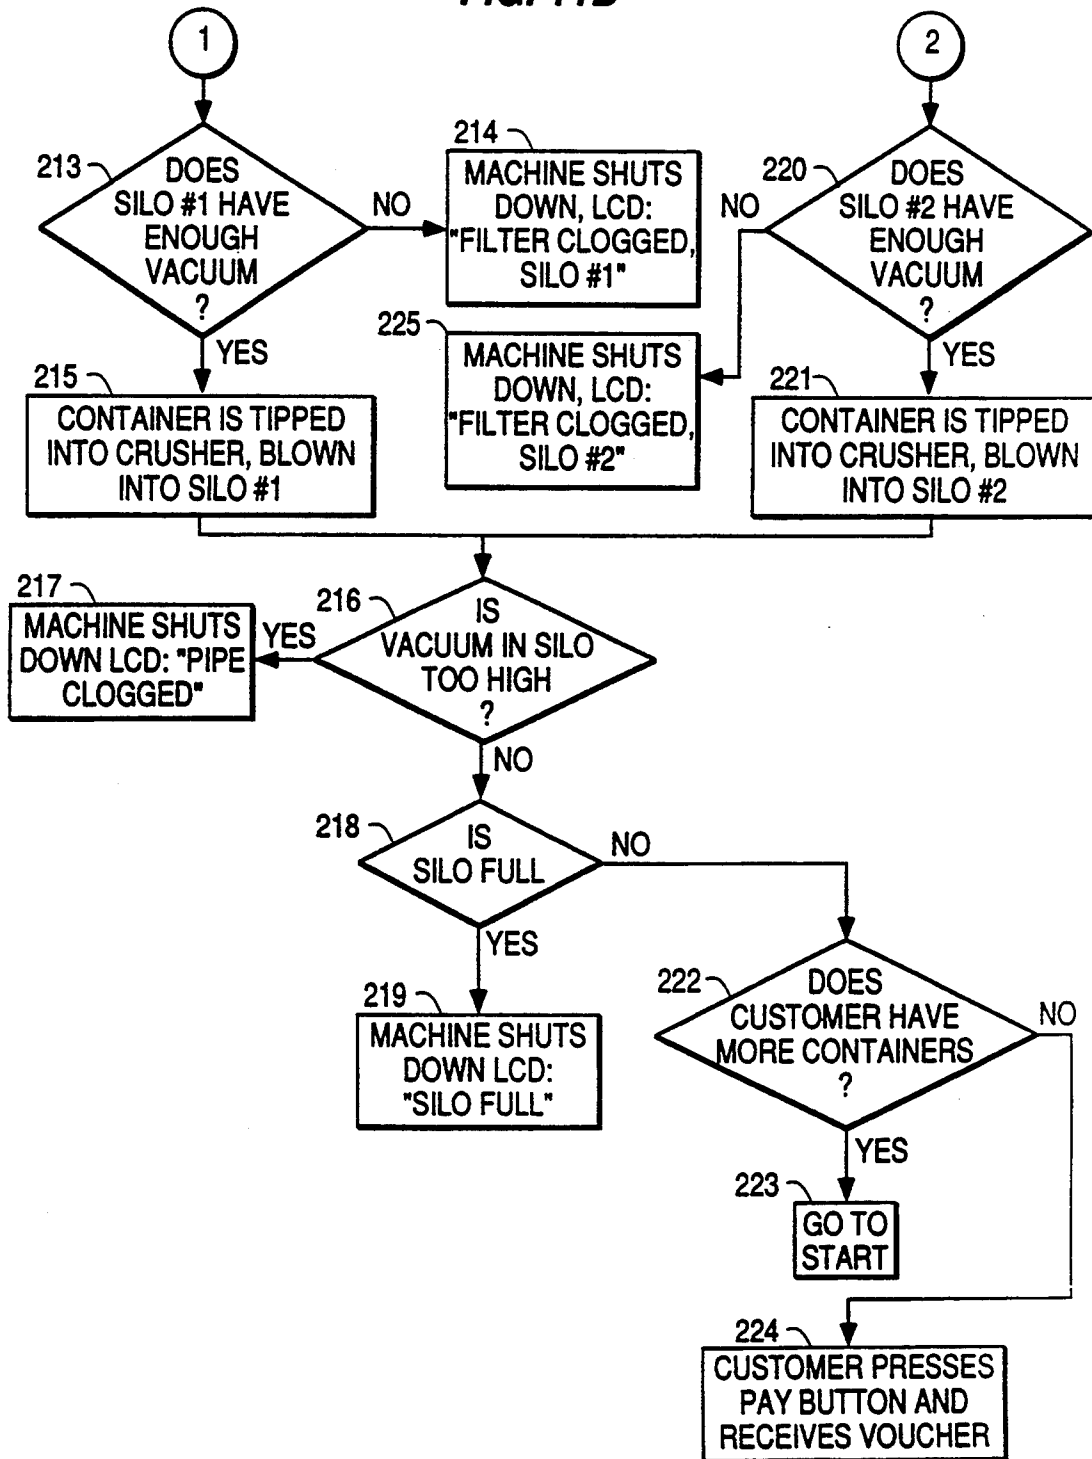 1
2
213
DOES
SILO #1 HAVE
ENOUGH
VACUUM
?
NO
YES
214
MACHINE SHUTS
DOWN, LCD:
"FILTER CLOGGED,
SILO #1"
220
DOES
SILO #2 HAVE
ENOUGH
VACUUM
?
NO
YES
225
MACHINE SHUTS
DOWN, LCD:
"FILTER CLOGGED,
SILO #2"
215
CONTAINER IS TIPPED
INTO CRUSHER, BLOWN
INTO SILO #1
221
CONTAINER IS TIPPED
INTO CRUSHER, BLOWN
INTO SILO #2
216
IS
VACUUM IN SILO
TOO HIGH
?
YES
NO
217
MACHINE SHUTS
DOWN LCD: "PIPE
CLOGGED"
218
IS
SILO FULL
NO
YES
219
MACHINE SHUTS
DOWN LCD:
"SILO FULL"
222
DOES
CUSTOMER HAVE
MORE CONTAINERS
?
NO
YES
223
GO TO
START
224
CUSTOMER PRESSES
PAY BUTTON AND
RECEIVES VOUCHER